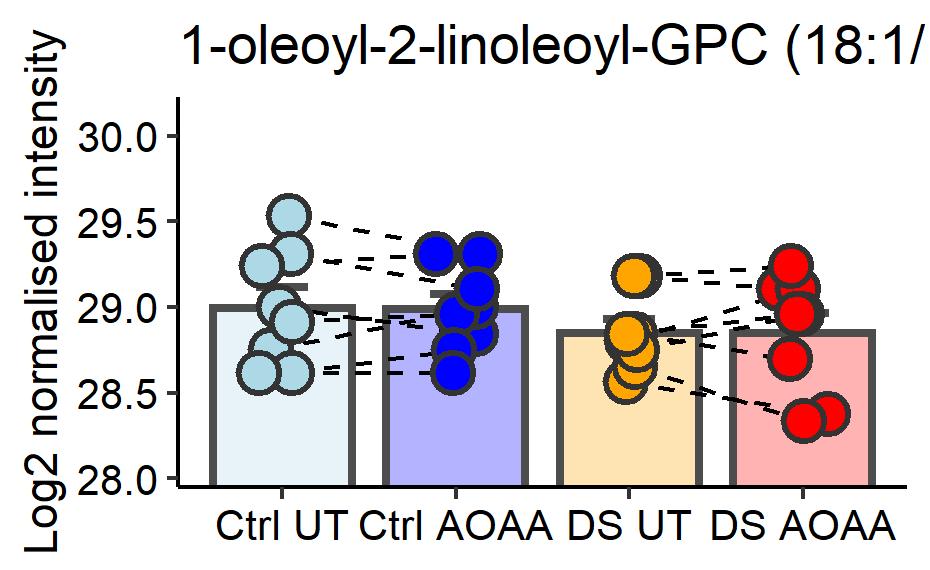 1-oleoyl-2-linoleoyl-GPC (18:1/
Log2 normalised intensity
30.0
29.5
29.0
28.5
28.0
Ctrl UT Ctrl AOAA DS UT DS AOAA